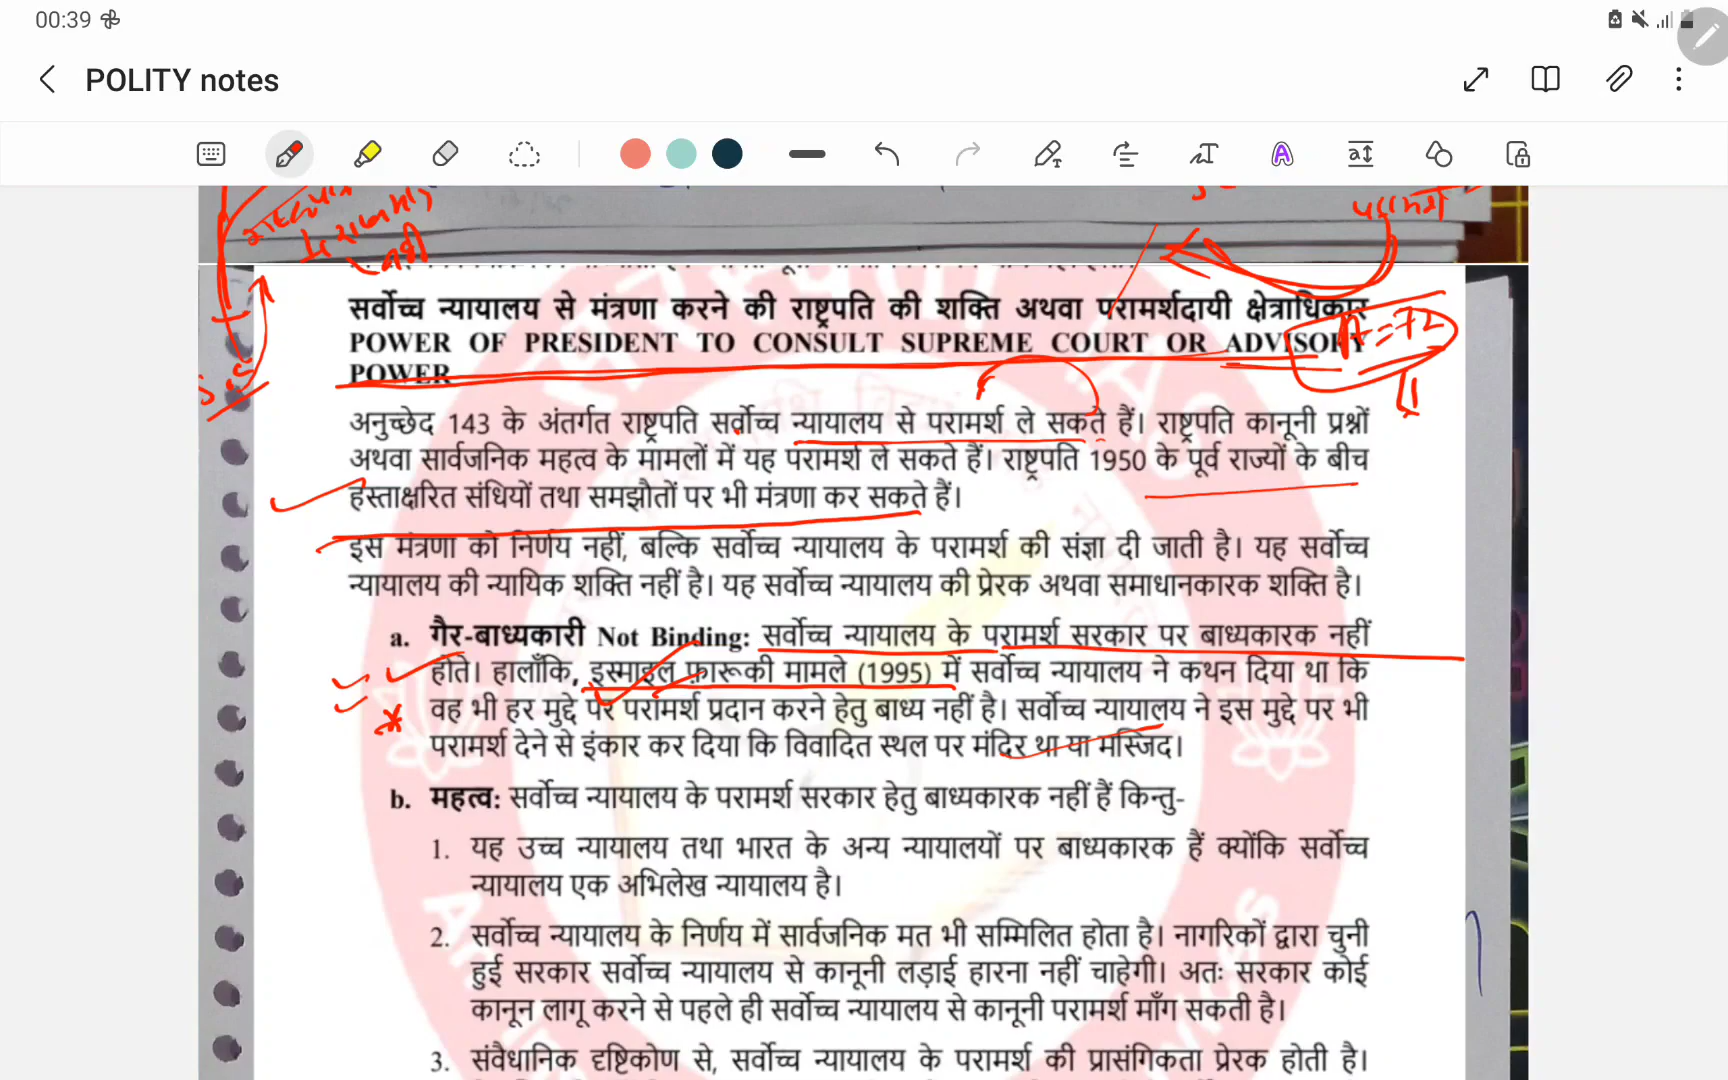 00:39
POLITY notes
सर्वोच्च न्यायालय से मंत्रणा करने की राष्ट्रपति की शक्ति अथवा परामर्शदायी क्षेत्राधिकार
POWER OF PRESIDENT TO CONSULT SUPREME COURT OR ADVISORY
POWER
=72
अनुच्छेद 143 के अंतर्गत राष्ट्रपति सर्वोच्च न्यायालय से परामर्श ले सकते हैं। राष्ट्रपति कानूनी प्रश्नों
अथवा सार्वजनिक महत्व के मामलों में यह परामर्श ले सकते हैं। राष्ट्रपति 1950 के पूर्व राज्यों के बीच
हस्ताक्षरित संधियों तथा समझौतों पर भी मंत्रणा कर सकते हैं।
इस मंत्रणा को निर्णय नहीं, बल्कि सर्वोच्च न्यायालय के परामर्श की संज्ञा दी जाती है। यह सर्वोच्च
न्यायालय की न्यायिक शक्ति नहीं है। यह सर्वोच्च न्यायालय की प्रेरक अथवा समाधानकारक शक्ति है।
a. गैर-बाध्यकारी Not Binding: सर्वोच्च न्यायालय के परामर्श सरकार पर बाध्यकारक नहीं
होते। हालाँकि, इस्माइल फ़ारूकी मामले (1995) में सर्वोच्च न्यायालय ने कथन दिया था कि
वह भी हर मुद्दे पर परामर्श प्रदान करने हेतु बाध्य नहीं है। सर्वोच्च न्यायालय ने इस मुद्दे पर भी
परामर्श देने से इंकार कर दिया कि विवादित स्थल पर मंदिर था या मस्जिद।
b. महत्व: सर्वोच्च न्यायालय के परामर्श सरकार हेतु बाध्यकारक नहीं हैं किन्तु-
1. यह उच्च न्यायालय तथा भारत के अन्य न्यायालयों पर बाध्यकारक हैं क्योंकि सर्वोच्च
न्यायालय एक अभिलेख न्यायालय है।
2. सर्वोच्च न्यायालय के निर्णय में सार्वजनिक मत भी सम्मिलित होता है। नागरिकों द्वारा चुनी
हुई सरकार सर्वोच्च न्यायालय से कानूनी लड़ाई हारना नहीं चाहेगी। अतः सरकार कोई
कानून लागू करने से पहले ही सर्वोच्च न्यायालय से कानूनी परामर्श माँग सकती है।
3. संवैधानिक दृष्टिकोण से, सर्वोच्च न्यायालय के परामर्श की प्रासंगिकता प्रेरक होती है।